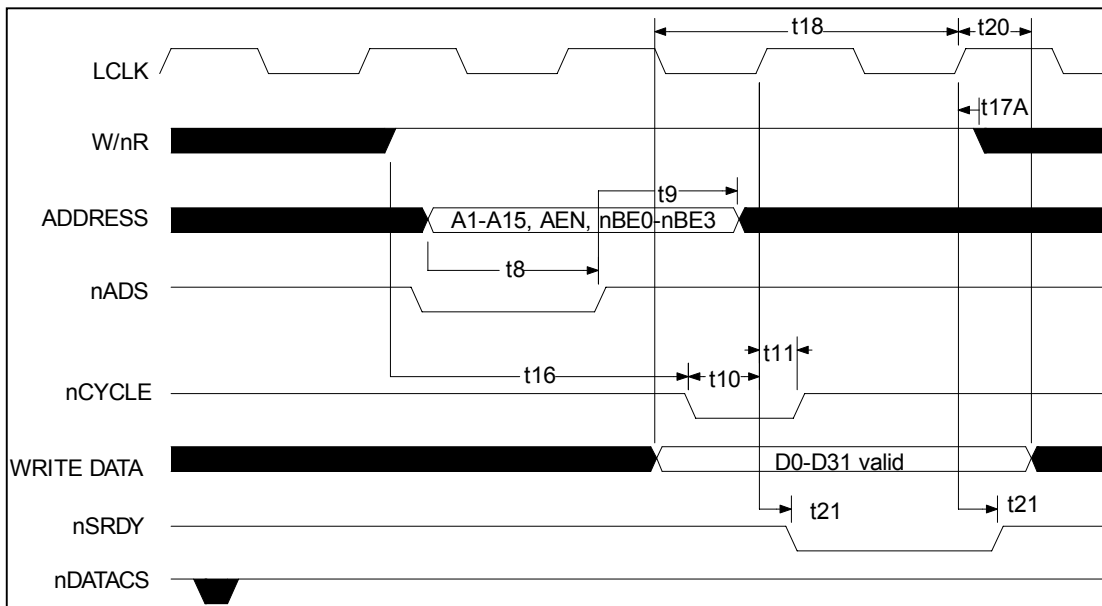 t18
t20
LCLK
t17A
W/nR
t9
ADDRESS
A1-A15, AEN, nBE0-nBE3
t8
nADS
t11
t16
t10
nCYCLE
WRITE DATA
D0-D31 valid
nSRDY
t21
t21
nDATACS